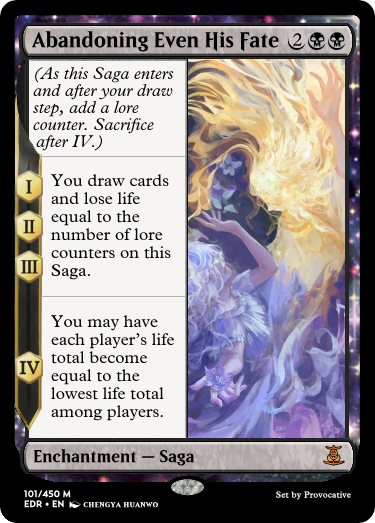 Abandoning Even His Fate 2
(As this Saga enters
and after your draw
step, add a lore
counter. Sacrifice
after IV.)
I
II
III
You draw cards
and lose life
equal to the
number of lore
counters on this
Saga.
IV
You may have
each player's life
total become
equal to the
lowest life total
among players.
Enchantment — Saga
101/450 M
EDR • EN CHENGYA HUANWO
Set by Provocative